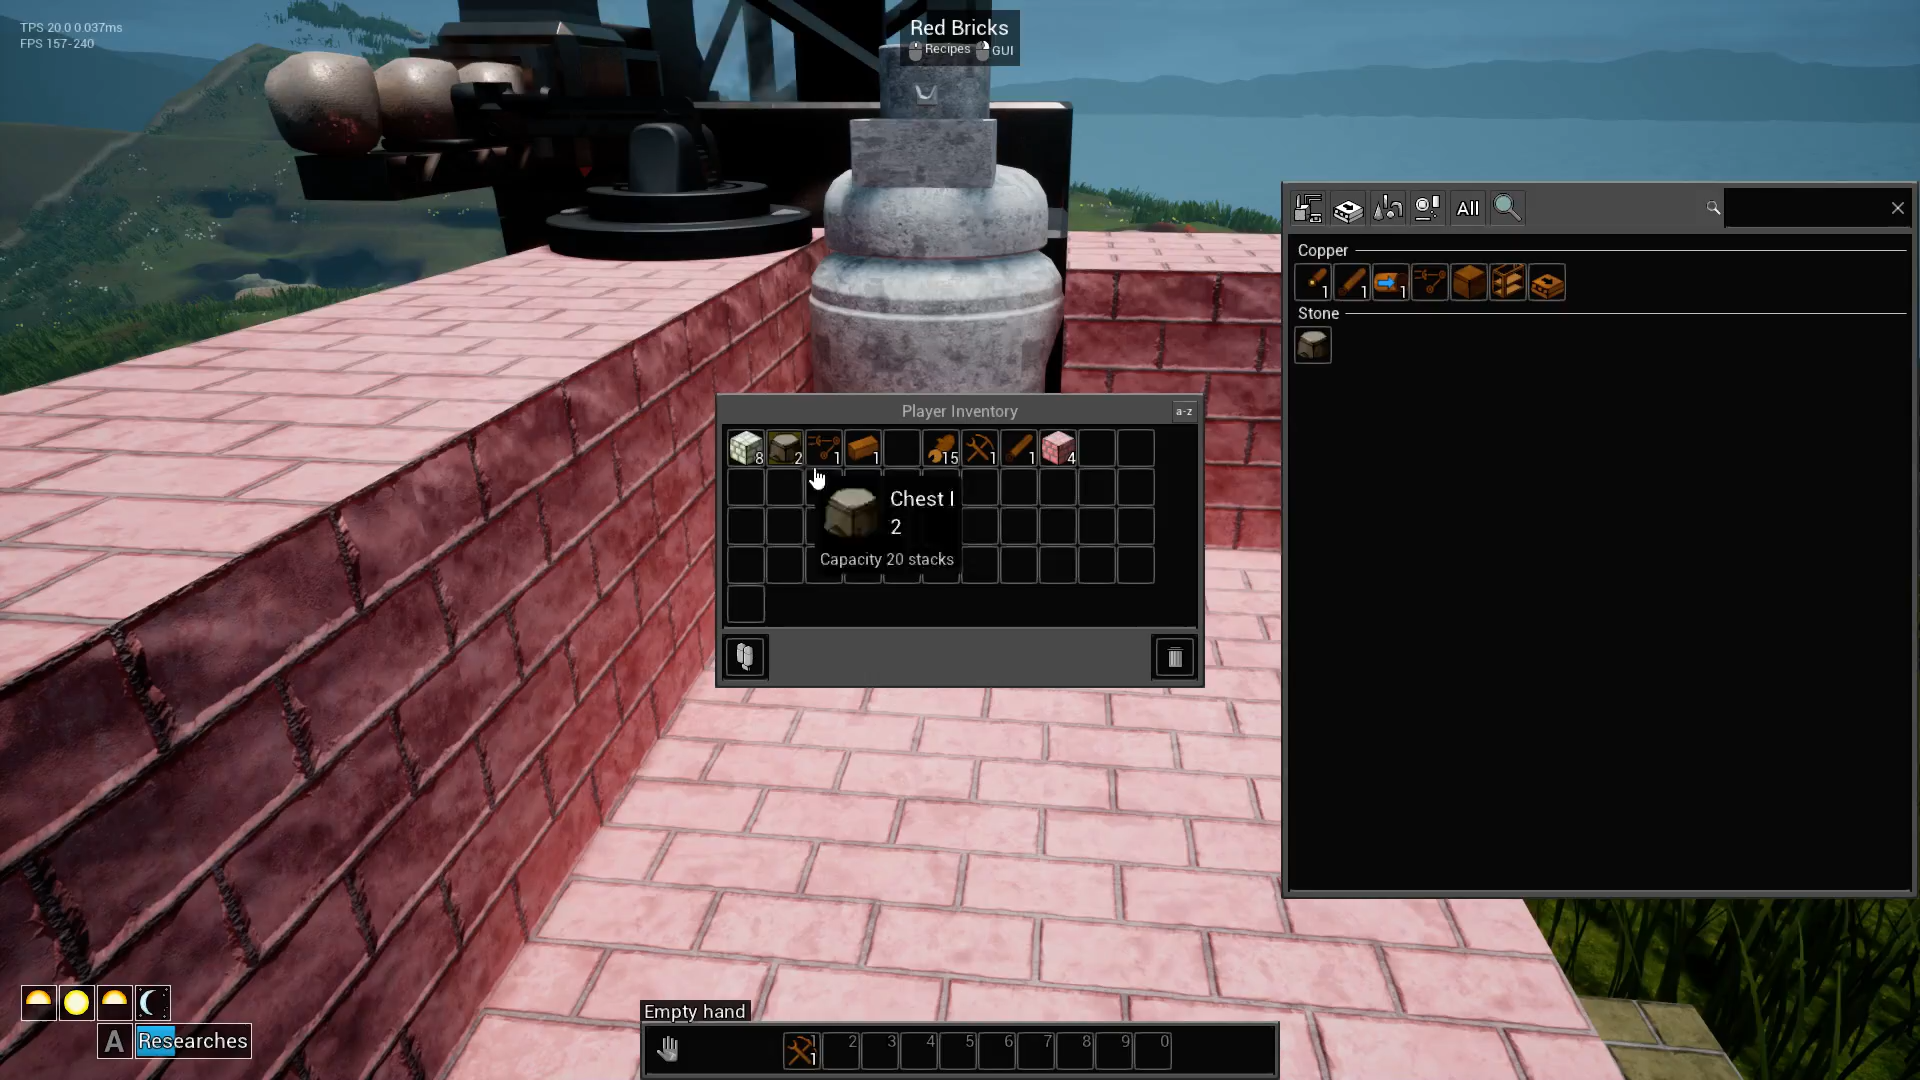 TPS 20.0 0.037ms
FPS 157-240
Red Bricks
Recipes GUI
All
Copper
1 1 1
Stone
Player Inventory
a-z
8 2 1 1 15 1 1 4
Chest I
2
Capacity 20 stacks
A Researches
Empty hand
1 1 2 3 4 5 6 7 8 9 0